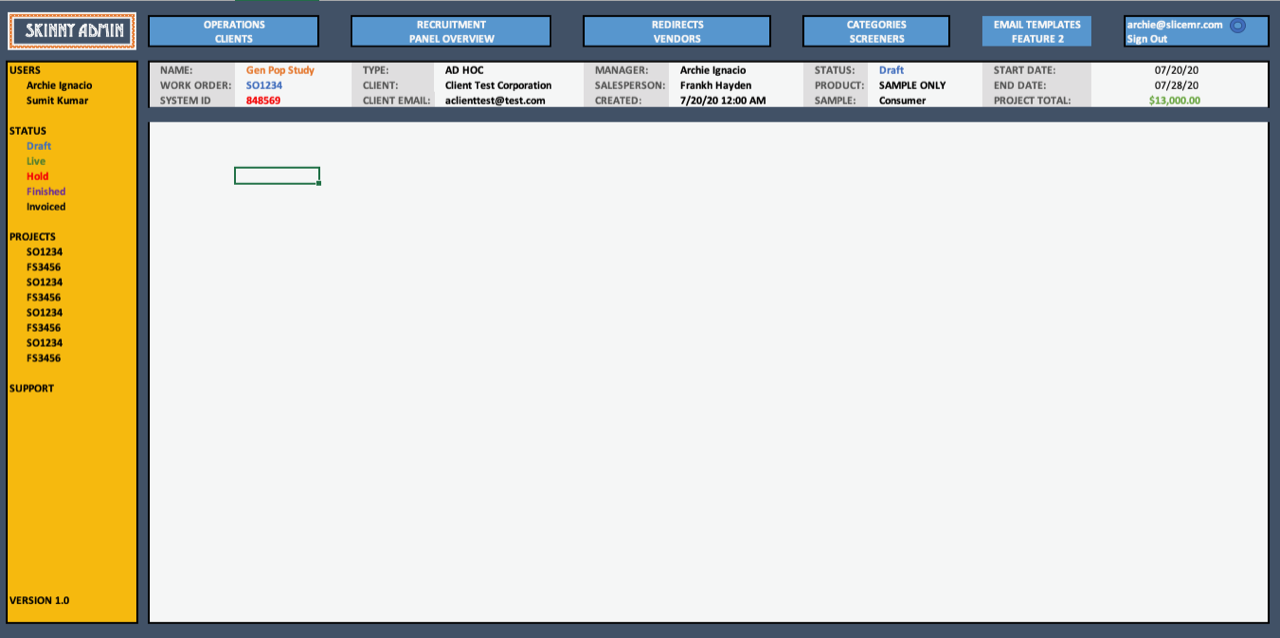 SKINNY ADMIN
OPERATIONS
CLIENTS
RECRUITMENT
PANEL OVERVIEW
REDIRECTS
VENDORS
CATEGORIES
SCREENERS
EMAIL TEMPLATES
FEATURE 2
archie@slicemr.com
Sign Out
USERS
Archie Ignacio
Sumit Kumar
STATUS
Draft
Live
Hold
Finished
Invoiced
PROJECTS
SO1234
FS3456
SO1234
FS3456
SO1234
FS3456
SO1234
FS3456
SUPPORT
VERSION 1.0
NAME: Gen Pop Study
WORK ORDER: SO1234
SYSTEM ID 848569
TYPE: AD HOC
CLIENT: Client Test Corporation
CLIENT EMAIL: aclienttest@test.com
MANAGER: Archie Ignacio
SALESPERSON: Frankh Hayden
CREATED: 7/20/20 12:00 AM
STATUS: Draft
PRODUCT: SAMPLE ONLY
SAMPLE: Consumer
START DATE: 07/20/20
END DATE: 07/28/20
PROJECT TOTAL: $13,000.00